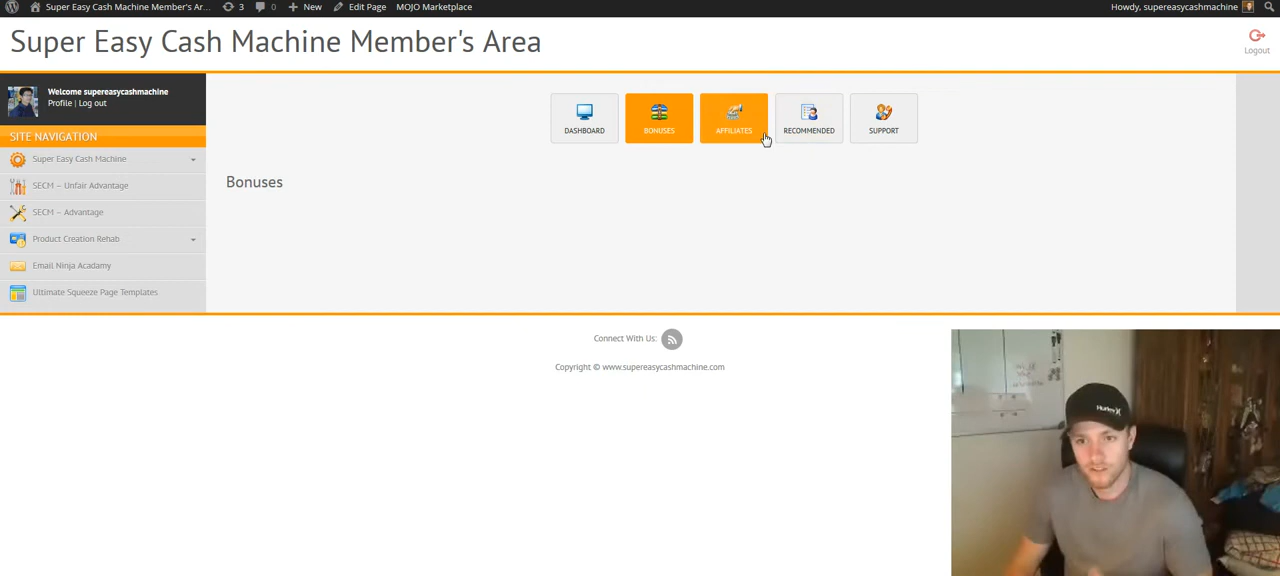 Super Easy Cash Machine Member's Ar...
3
0
New
Edit Page
MOJO Marketplace
Howdy, supereasycashmachine
Super Easy Cash Machine Member's Area
Logout
Welcome supereasycashmachine
Profile | Log out
SITE NAVIGATION
Super Easy Cash Machine
SECM – Unfair Advantage
SECM – Advantage
Product Creation Rehab
Email Ninja Acadamy
Ultimate Squeeze Page Templates
DASHBOARD
BONUSES
AFFILIATES
RECOMMENDED
SUPPORT
Bonuses
Connect With Us:
Copyright © www.supereasycashmachine.com
Hurley